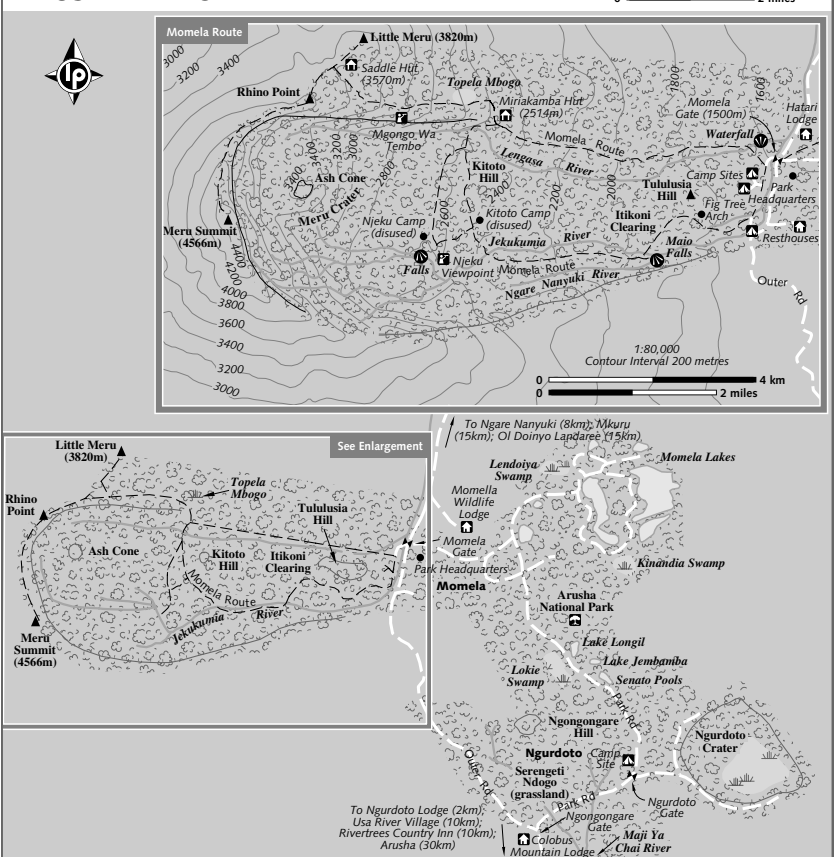 0 2 miles
Momela Route
lp
Little Meru (3820m)
Saddle Hut
(3570m)
Topela Mbogo
Rhino Point
Miriakamba Hut
(2514m)
Momela
Gate (1500m)
Hatari
Lodge
Mgongo Wa
Tembo
Momela Route
Waterfall
Lengasa River
Camp Sites
Park
Headquarters
Ash Cone
Meru Crater
Kitoto
Hill
Tululusia
Hill
Fig Tree
Arch
Meru Summit
(4566m)
Njeku Camp
(disused)
Kitoto Camp
(disused)
Itikoni
Clearing
Resthouses
Jekukumia River
Falls
Njeku
Viewpoint
Momela Route
Maio
Falls
Ngare Nanyuki River
Outer Rd
3000
3200
3400
3400
3400
3200
3000
2800
2600
2400
2200
2000
1800
1600
4400
4200
4000
3800
3600
3400
3200
3000
1:80,000
Contour Interval 200 metres
0 4 km
0 2 miles
See Enlargement
Little Meru
(3820m)
Topela
Mbogo
Rhino
Point
Tululusia
Hill
Ash Cone
Kitoto
Hill
Itikoni
Clearing
Momela Route
Jekukumia River
Meru
Summit
(4566m)
To Ngare Nanyuki (8km); Mkuru
(15km); Ol Doinyo Landaree (15km)
Lendoiya
Swamp
Momela Lakes
Momella
Wildlife
Lodge
Momela
Gate
Park Headquarters
Momela
Kinandia Swamp
Arusha
National Park
Lake Longil
Lake Jembamba
Lokie
Swamp
Senato Pools
Park Rd
Ngongongare
Hill
Ngurdoto
Crater
Ngurdoto
Camp
Site
Outer Rd
Serengeti
Ndogo
(grassland)
Park Rd
Ngurdoto
Gate
To Ngurdoto Lodge (2km);
Usa River Village (10km);
Rivertrees Country Inn (10km);
Arusha (30km)
Ngongongare
Gate
Colobus
Mountain Lodge
Maji Ya
Chai River